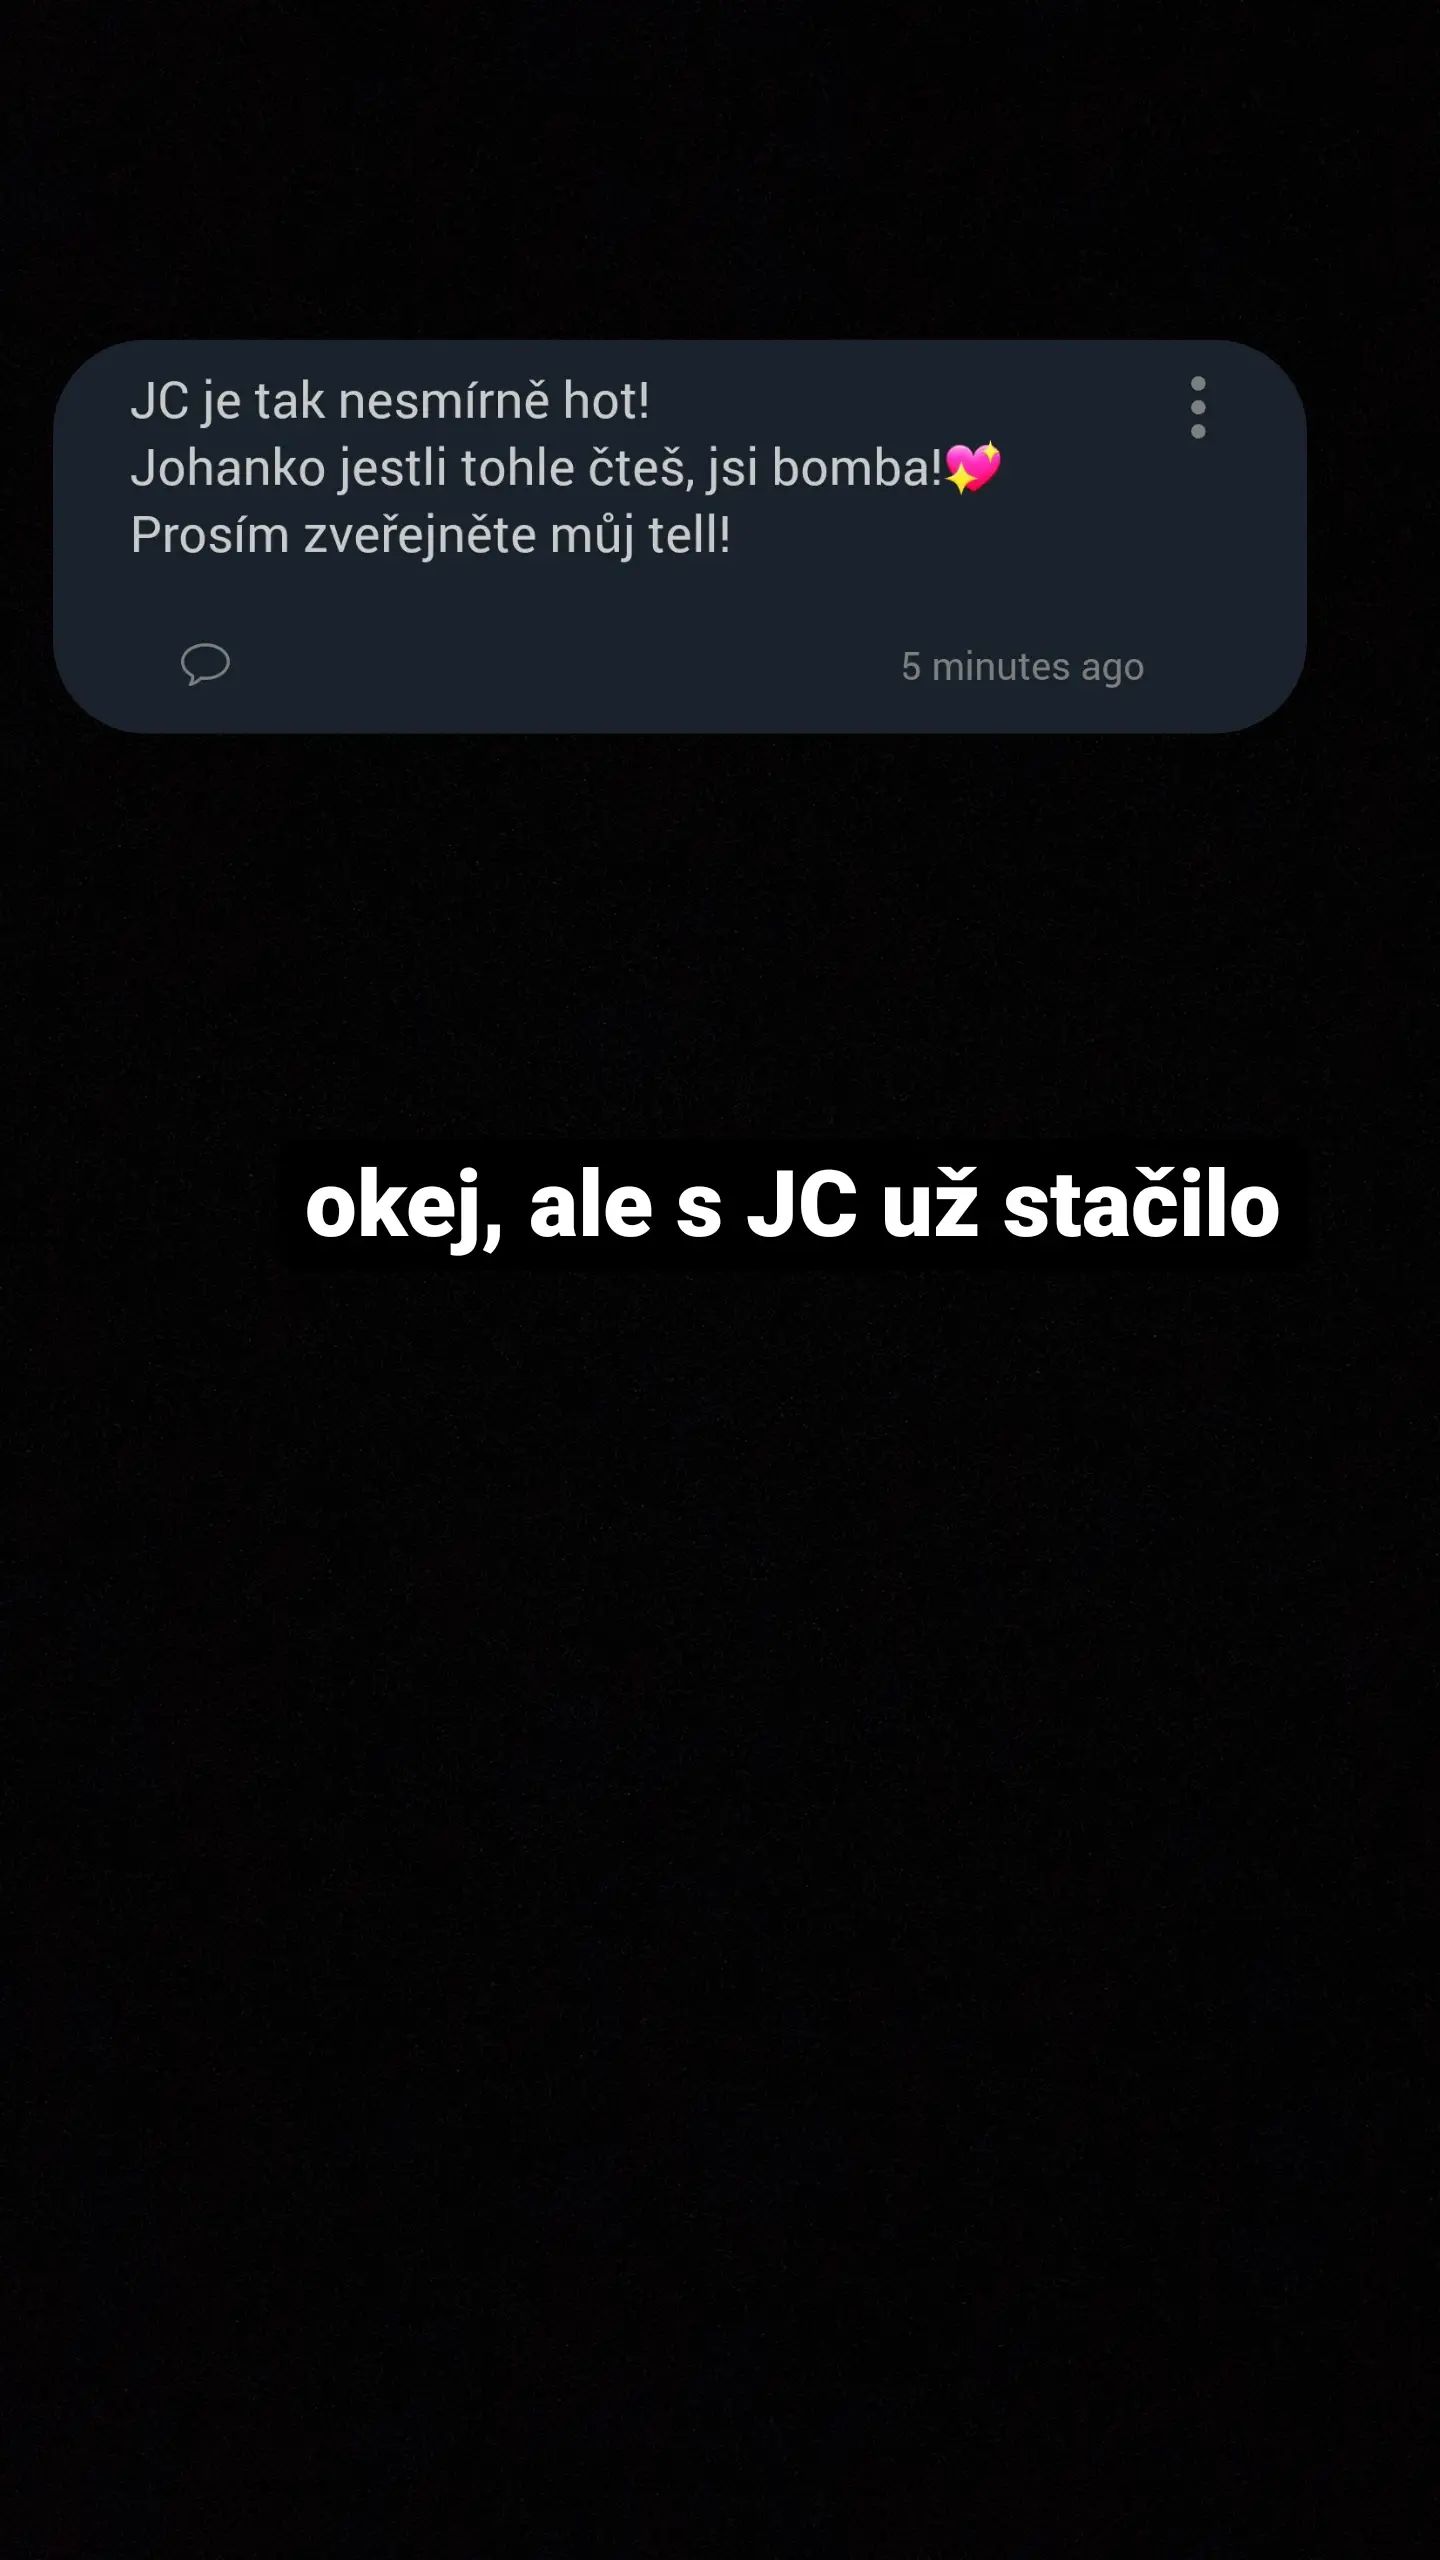 JC je tak nesmírně hot!
Johanko jestli tohle čteš, jsi bomba!💖
Prosím zveřejněte můj tell!
5 minutes ago
okej, ale s JC už stačilo